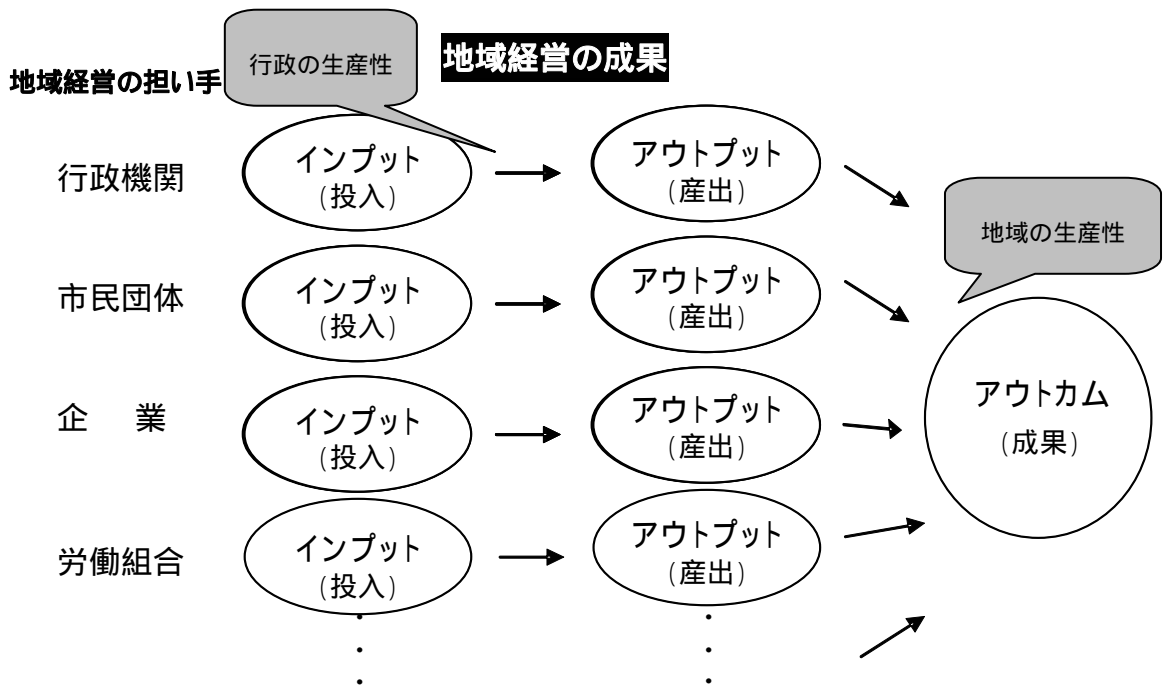 地域経営の成果
行政の生産性
地域経営の担い手
行政機関
インプット
(投入)
アウトプット
(産出)
市民団体
インプット
(投入)
アウトプット
(産出)
企 業
インプット
(投入)
アウトプット
(産出)
労働組合
インプット
(投入)
アウトプット
(産出)
・
・
・
・
・
・
地域の生産性
アウトカム
(成果)